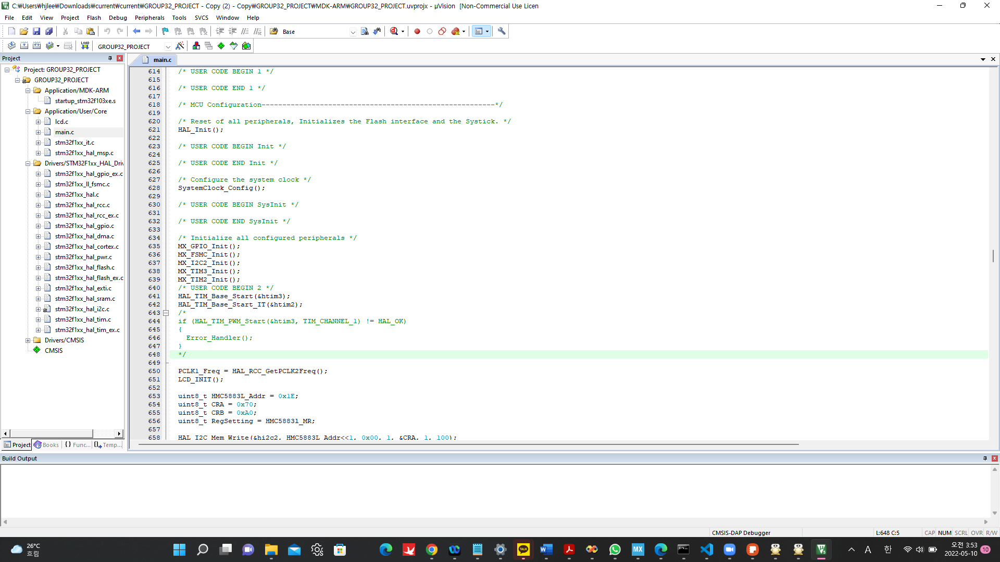 C:₩Users₩hjlee₩Downloads₩current₩current₩GROUP32_PROJECT - Copy (2) - Copy₩GROUP32_PROJECT₩MDK-ARM₩GROUP32_PROJECT.uvprojx - µVision  [Non-Commercial Use Licen
File Edit View Project Flash Debug Peripherals Tools SVCS Window Help
Base
LOAD
GROUP32_PROJECT
Project
main.c
Project: GROUP32_PROJECT
GROUP32_PROJECT
Application/MDK-ARM
startup_stm32f103xe.s
Application/User/Core
lcd.c
main.c
stm32f1xx_it.c
stm32f1xx_hal_msp.c
Drivers/STM32F1xx_HAL_Driv
stm32f1xx_hal_gpio_ex.c
stm32f1xx_ll_fsmc.c
stm32f1xx_hal.c
stm32f1xx_hal_rcc.c
stm32f1xx_hal_rcc_ex.c
stm32f1xx_hal_gpio.c
stm32f1xx_hal_dma.c
stm32f1xx_hal_cortex.c
stm32f1xx_hal_pwr.c
stm32f1xx_hal_flash.c
stm32f1xx_hal_flash_ex.c
stm32f1xx_hal_exti.c
stm32f1xx_hal_sram.c
stm32f1xx_hal_i2c.c
stm32f1xx_hal_tim.c
stm32f1xx_hal_tim_ex.c
Drivers/CMSIS
CMSIS
Project Books {} Func... Temp...
614 /* USER CODE BEGIN 1 */
615
616 /* USER CODE END 1 */
617
618 /* MCU Configuration--------------------------------------------------------*/
619
620 /* Reset of all peripherals, Initializes the Flash interface and the Systick. */
621 HAL_Init();
622
623 /* USER CODE BEGIN Init */
624
625 /* USER CODE END Init */
626
627 /* Configure the system clock */
628 SystemClock_Config();
629
630 /* USER CODE BEGIN SysInit */
631
632 /* USER CODE END SysInit */
633
634 /* Initialize all configured peripherals */
635 MX_GPIO_Init();
636 MX_FSMC_Init();
637 MX_I2C2_Init();
638 MX_TIM3_Init();
639 MX_TIM2_Init();
640 /* USER CODE BEGIN 2 */
641 HAL_TIM_Base_Start(&htim3);
642 HAL_TIM_Base_Start_IT(&htim2);
643 /*
644 if (HAL_TIM_PWM_Start(&htim3, TIM_CHANNEL_1) != HAL_OK)
645 {
646 Error_Handler();
647 }
648 */
649
650 PCLK1_Freq = HAL_RCC_GetPCLK2Freq();
651 LCD_INIT();
652
653 uint8_t HMC5883L_Addr = 0x1E;
654 uint8_t CRA = 0x70;
655 uint8_t CRB = 0xA0;
656 uint8_t RegSetting = HMC5883l_MR;
657
658 HAL_I2C_Mem_Write(&hi2c2, HMC5883L_Addr<<1, 0x00, 1, &CRA, 1, 100);
Build Output
CMSIS-DAP Debugger
L:648 C:5
CAP NUM SCRL OVR R/W
26°C
흐림
TALK
MX
A
한
오전 3:53
2022-05-10
10